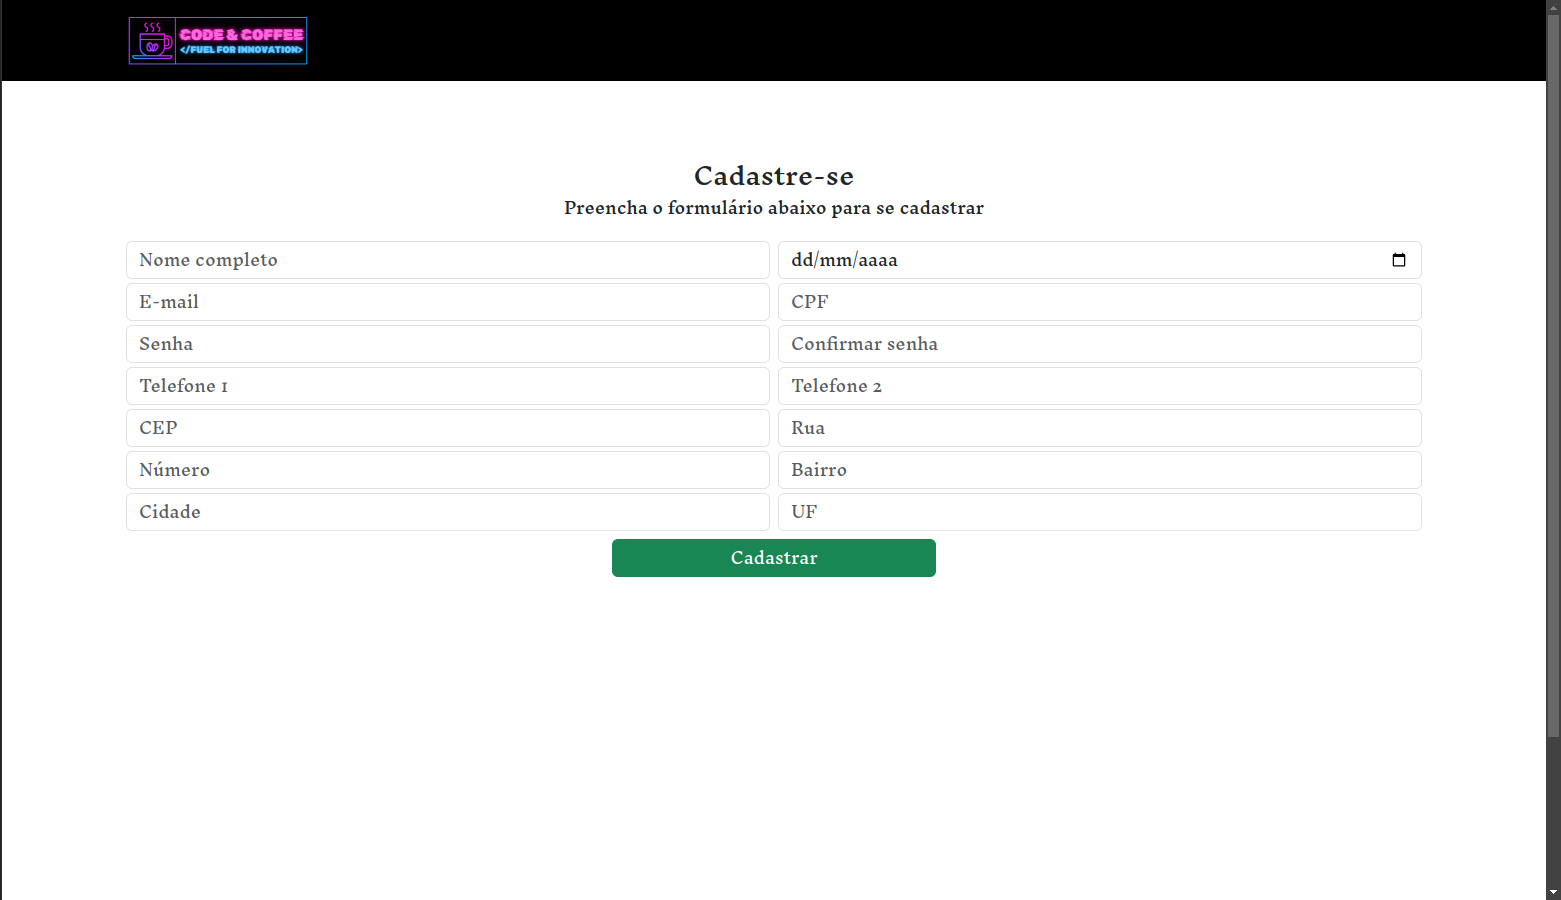 CODE & COFFEE
</FUEL FOR INNOVATION>
Cadastre-se
Preencha o formulário abaixo para se cadastrar
Nome completo
dd/mm/aaaa
E-mail
CPF
Senha
Confirmar senha
Telefone 1
Telefone 2
CEP
Rua
Número
Bairro
Cidade
UF
Cadastrar